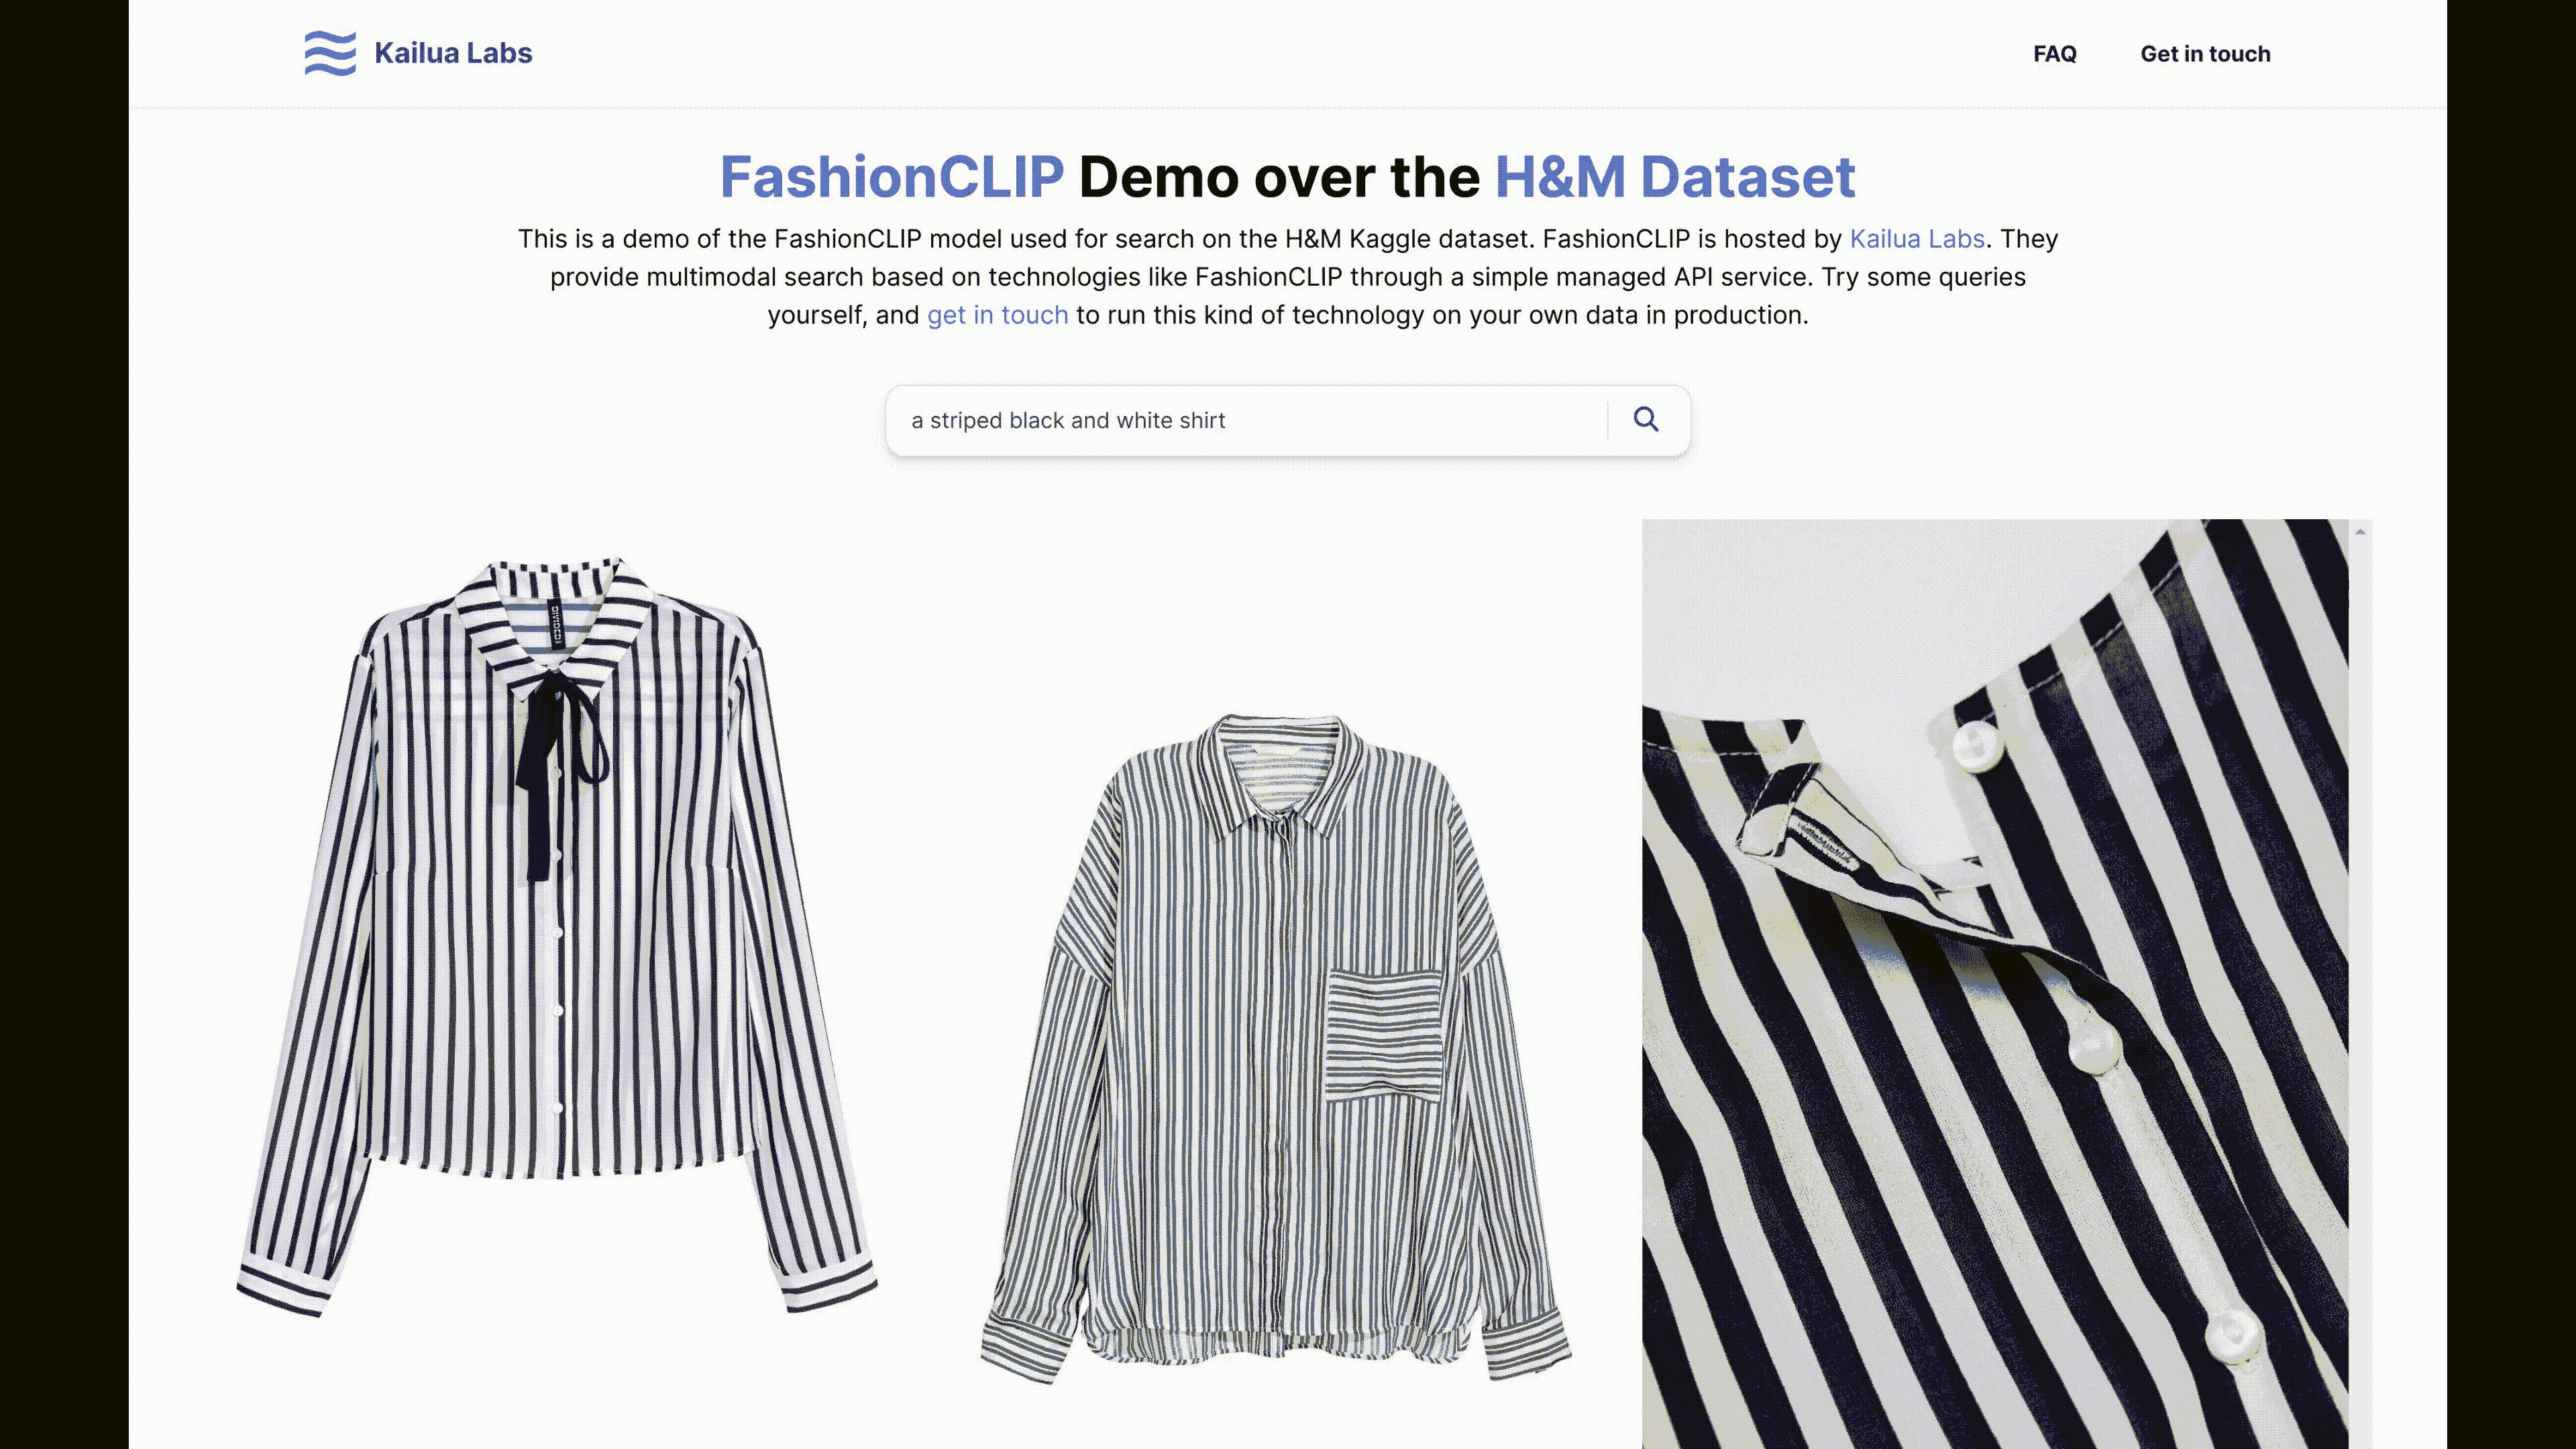 Kailua Labs
FAQ
Get in touch
FashionCLIP Demo over the H&M Dataset
This is a demo of the FashionCLIP model used for search on the H&M Kaggle dataset. FashionCLIP is hosted by Kailua Labs. They
provide multimodal search based on technologies like FashionCLIP through a simple managed API service. Try some queries
yourself, and get in touch to run this kind of technology on your own data in production.
a striped black and white shirt